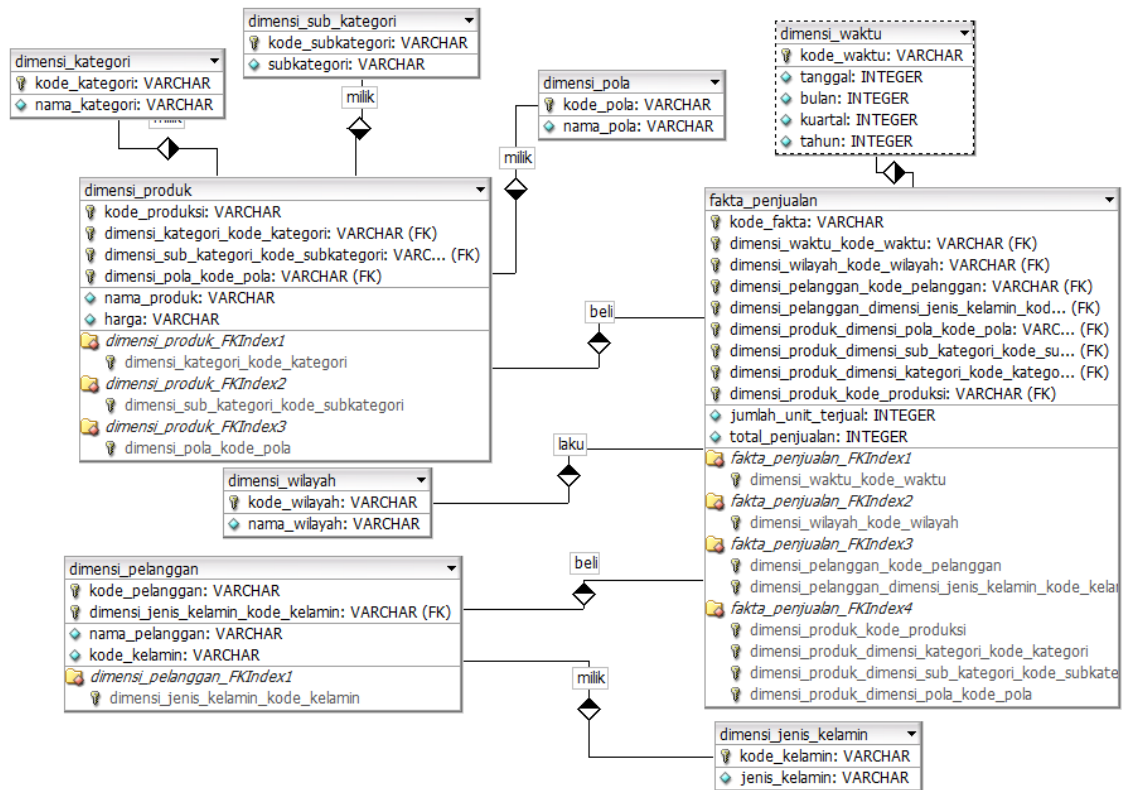 dimensi_kategori
kode_kategori: VARCHAR
nama_kategori: VARCHAR
dimensi_sub_kategori
kode_subkategori: VARCHAR
subkategori: VARCHAR
dimensi_pola
kode_pola: VARCHAR
nama_pola: VARCHAR
dimensi_waktu
kode_waktu: VARCHAR
tanggal: INTEGER
bulan: INTEGER
kuartal: INTEGER
tahun: INTEGER
milik
milik
milik
dimensi_produk
kode_produksi: VARCHAR
dimensi_kategori_kode_kategori: VARCHAR (FK)
dimensi_sub_kategori_kode_subkategori: VARC... (FK)
dimensi_pola_kode_pola: VARCHAR (FK)
nama_produk: VARCHAR
harga: VARCHAR
dimensi_produk_FKIndex1
dimensi_kategori_kode_kategori
dimensi_produk_FKIndex2
dimensi_sub_kategori_kode_subkategori
dimensi_produk_FKIndex3
dimensi_pola_kode_pola
beli
fakta_penjualan
kode_fakta: VARCHAR
dimensi_waktu_kode_waktu: VARCHAR (FK)
dimensi_wilayah_kode_wilayah: VARCHAR (FK)
dimensi_pelanggan_kode_pelanggan: VARCHAR (FK)
dimensi_pelanggan_dimensi_jenis_kelamin_kod... (FK)
dimensi_produk_dimensi_pola_kode_pola: VARC... (FK)
dimensi_produk_dimensi_sub_kategori_kode_su... (FK)
dimensi_produk_dimensi_kategori_kode_katego... (FK)
dimensi_produk_kode_produksi: VARCHAR (FK)
jumlah_unit_terjual: INTEGER
total_penjualan: INTEGER
fakta_penjualan_FKIndex1
dimensi_waktu_kode_waktu
fakta_penjualan_FKIndex2
dimensi_wilayah_kode_wilayah
fakta_penjualan_FKIndex3
dimensi_pelanggan_kode_pelanggan
dimensi_pelanggan_dimensi_jenis_kelamin_kode_kela
fakta_penjualan_FKIndex4
dimensi_produk_kode_produksi
dimensi_produk_dimensi_kategori_kode_kategori
dimensi_produk_dimensi_sub_kategori_kode_subkate
dimensi_produk_dimensi_pola_kode_pola
laku
dimensi_wilayah
kode_wilayah: VARCHAR
nama_wilayah: VARCHAR
beli
dimensi_pelanggan
kode_pelanggan: VARCHAR
dimensi_jenis_kelamin_kode_kelamin: VARCHAR (FK)
nama_pelanggan: VARCHAR
kode_kelamin: VARCHAR
dimensi_pelanggan_FKIndex1
dimensi_jenis_kelamin_kode_kelamin
milik
dimensi_jenis_kelamin
kode_kelamin: VARCHAR
jenis_kelamin: VARCHAR